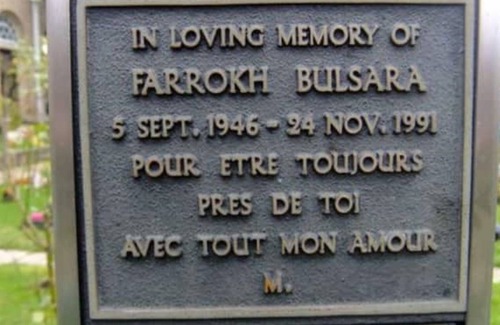 IN LOVING MEMORY OF
FARROKH BULSARA
5 SEPT. 1946 - 24 NOV. 1991
POUR ETRE TOUJOURS
PRES DE TOI
AVEC TOUT MON AMOUR
M.